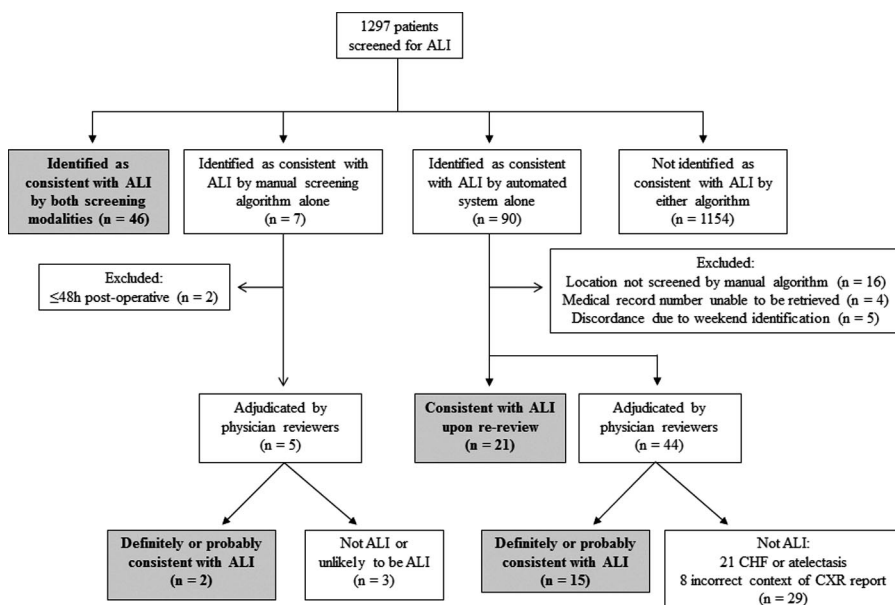 1297 patients
screened for ALI
Identified as
consistent with ALI
by both screening
modalities (n = 46)
Identified as consistent with
ALI by manual screening
algorithm alone
(n = 7)
Identified as consistent
with ALI by automated
system alone
(n = 90)
Not identified as
consistent with ALI by
either algorithm
(n = 1154)
Excluded:
≤48h post-operative (n = 2)
Excluded:
Location not screened by manual algorithm (n = 16)
Medical record number unable to be retrieved (n = 4)
Discordance due to weekend identification (n = 5)
Adjudicated by
physician reviewers
(n = 5)
Consistent with ALI
upon re-review
(n = 21)
Adjudicated by
physician reviewers
(n = 44)
Definitely or probably
consistent with ALI
(n = 2)
Not ALI or
unlikely to be ALI
(n = 3)
Definitely or probably
consistent with ALI
(n = 15)
Not ALI:
21 CHF or atelectasis
8 incorrect context of CXR report
(n = 29)